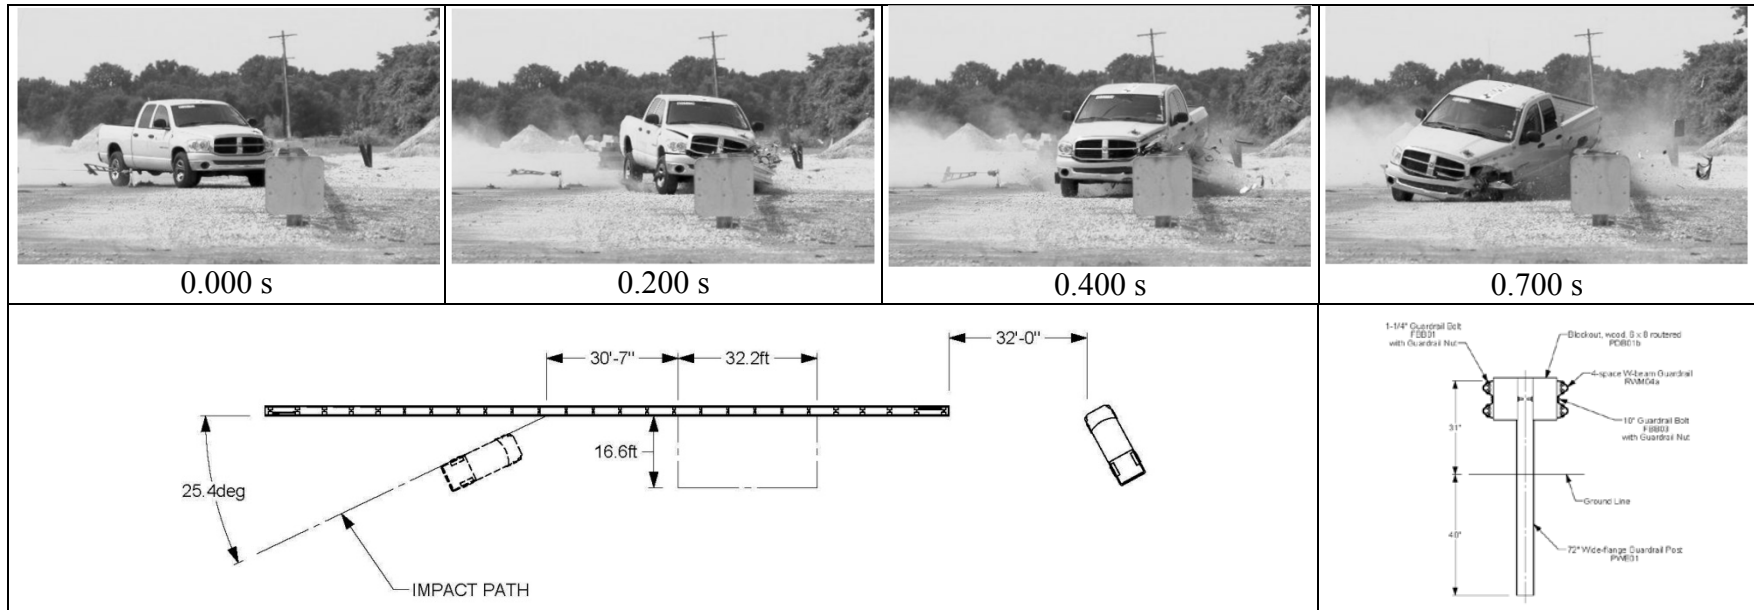 0.000 s
0.200 s
0.400 s
0.700 s
30'-7"
32.2ft
32'-0"
16.6ft
25.4deg
IMPACT PATH
1-1/4" Guardrail Bolt
FBB01
with Guardrail Nut
Blockout, wood, 6 x 8 routered
PDB01b
4-space W-beam Guardrail
RWM04a
10" Guardrail Bolt
FBB03
with Guardrail Nut
31"
Ground Line
40"
72" Wide-flange Guardrail Post
PWE01